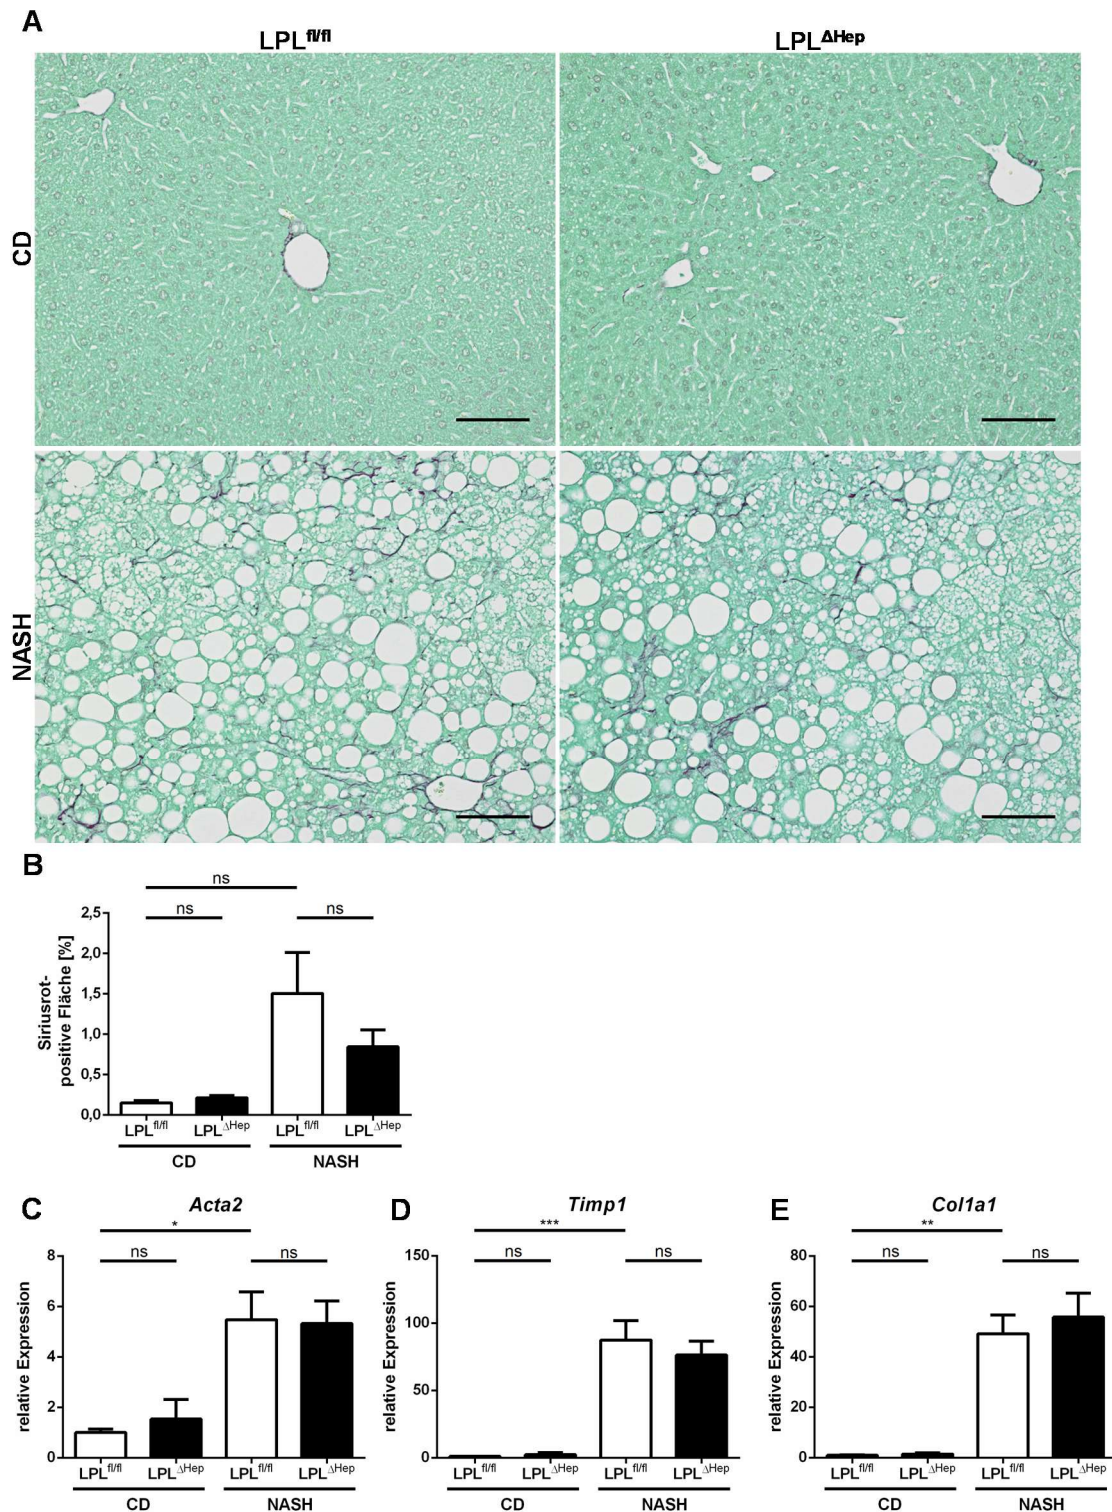 A
LPL^fl/fl LPL^ΔHep
CD
NASH
B
ns
ns ns
2,5
2,0
1,5
1,0
0,5
0,0
Siriusrot-
positive Fläche [%]
LPL^fl/fl LPL^ΔHep LPL^fl/fl LPL^ΔHep
CD NASH
C Acta2
*
ns ns
8
6
4
2
0
relative Expression
LPL^fl/fl LPL^ΔHep LPL^fl/fl LPL^ΔHep
CD NASH
D Timp1
***
ns ns
150
100
50
0
relative Expression
LPL^fl/fl LPL^ΔHep LPL^fl/fl LPL^ΔHep
CD NASH
E Col1a1
**
ns ns
80
60
40
20
0
relative Expression
LPL^fl/fl LPL^ΔHep LPL^fl/fl LPL^ΔHep
CD NASH